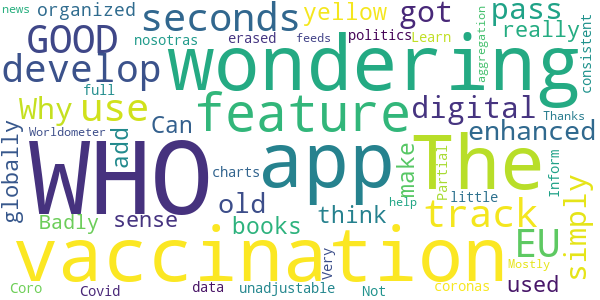 news organized seconds yellow got pass
GOOD nosotras erased politics Learn really
develop wondering feeds aggregation consistent
full
Why use feature digital Thanks
Worldometer Can enhanced
globally add WHO app The make Partial Inform
charts old help little
Badly sense think track simply
books EU
vaccination Very used Mostly
Coro Covid data unadjustable Not coronas